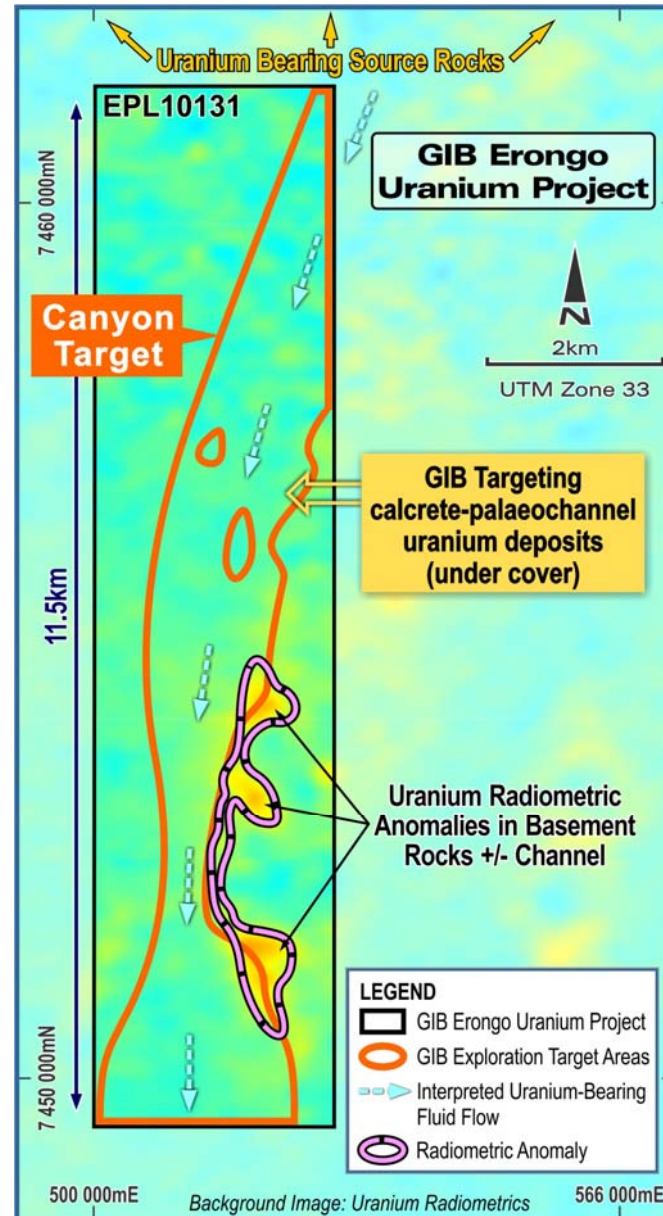 Uranium Bearing Source Rocks
EPL10131
GIB Erongo
Uranium Project
7 460 000mN
N
2km
UTM Zone 33
Canyon
Target
GIB Targeting
calcrete-palaeochannel
uranium deposits
(under cover)
11.5km
Uranium Radiometric
Anomalies in Basement
Rocks +/- Channel
LEGEND
GIB Erongo Uranium Project
GIB Exploration Target Areas
Interpreted Uranium-Bearing
Fluid Flow
Radiometric Anomaly
7 450 000mN
500 000mE
Background Image: Uranium Radiometrics
566 000mE